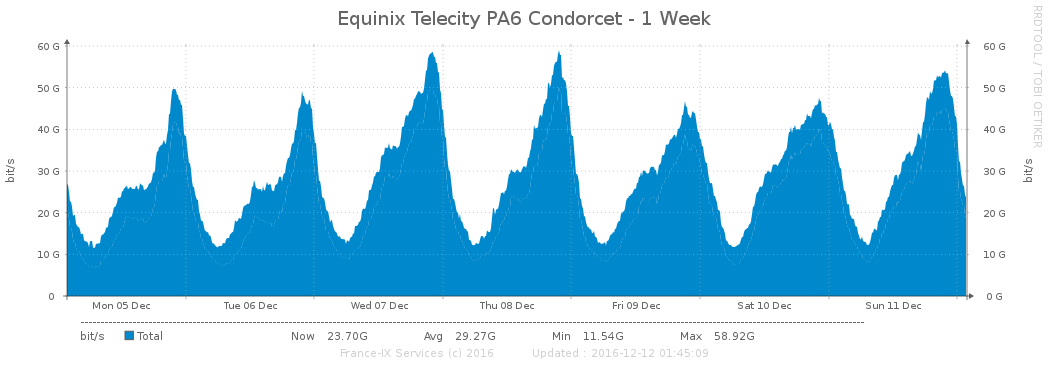 Equinix Telecity PA6 Condorcet - 1 Week
RRDTOOL / TOBI OETIKER
bit/s
bit/s
60 G 60 G
50 G 50 G
40 G 40 G
30 G 30 G
20 G 20 G
10 G 10 G
0 0 G
Mon 05 Dec Tue 06 Dec Wed 07 Dec Thu 08 Dec Fri 09 Dec Sat 10 Dec Sun 11 Dec
bit/s Total Now 23.70G Avg 29.27G Min 11.54G Max 58.92G
France-IX Services (c) 2016 Updated : 2016-12-12 01:45:09